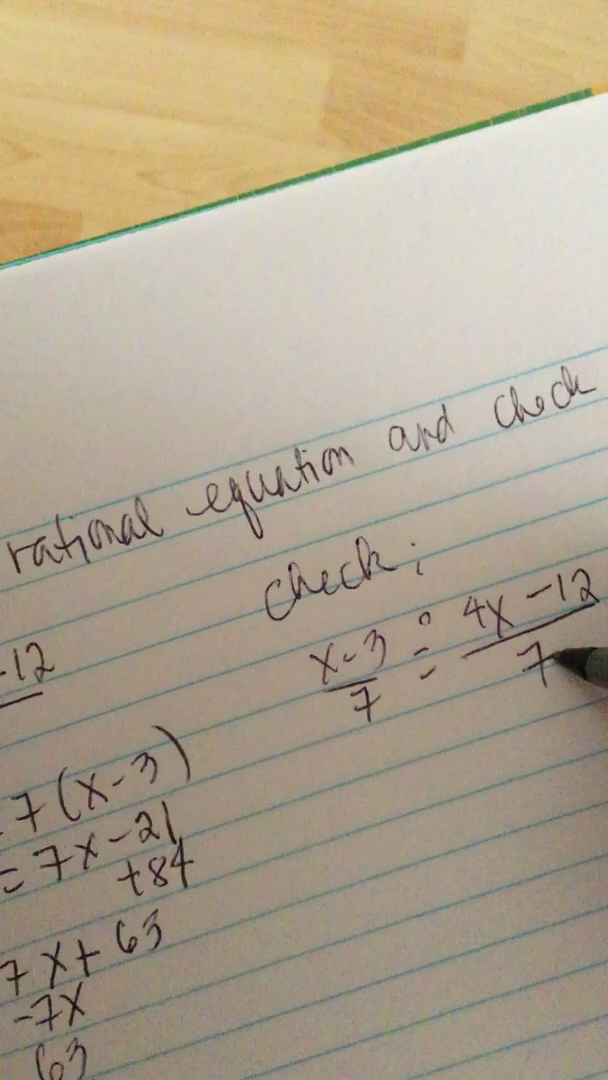 rational equation and check
check:
x-3 = 4x-12
7 7
-12
7(x-3)
= 7x-21
+84
7x+63
-7x
63